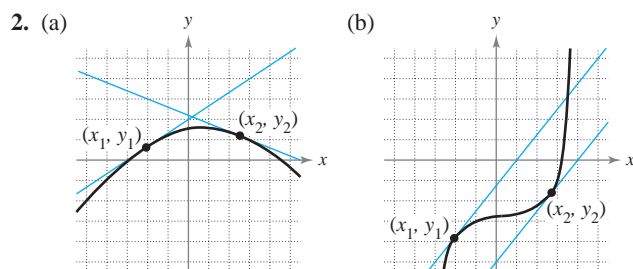 2. (a)
y
(x₁, y₁)
(x₂, y₂)
x
(b)
y
x
(x₁, y₁)
(x₂, y₂)